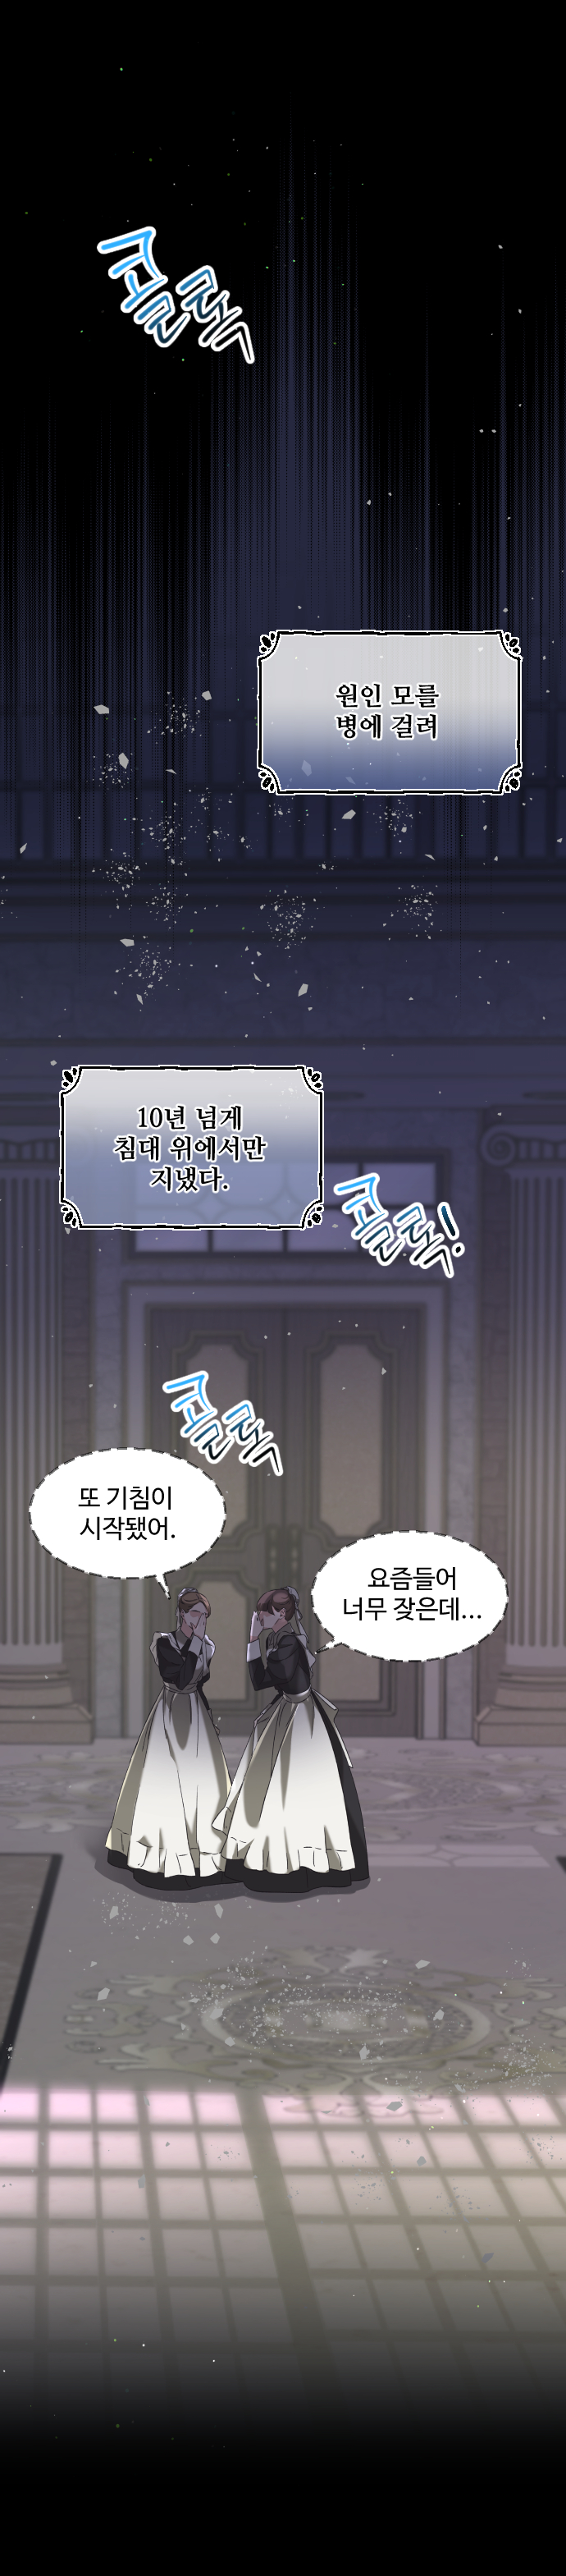 콜록
원인 모를
병에 걸려
10년 넘게
침대 위에서만
지냈다.
콜록!
콜록
또 기침이
시작됐어.
요즘들어
너무 잦은데...